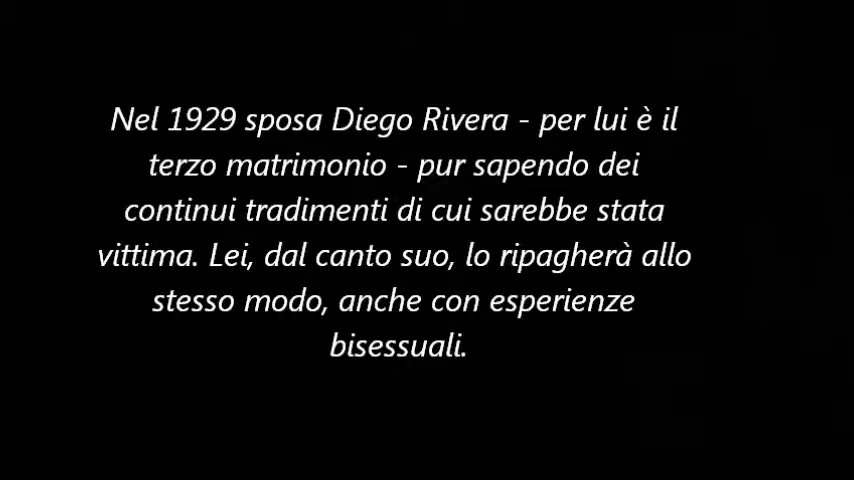 Nel 1929 sposa Diego Rivera - per lui è il
terzo matrimonio - pur sapendo dei
continui tradimenti di cui sarebbe stata
vittima. Lei, dal canto suo, lo ripagherà allo
stesso modo, anche con esperienze
bisessuali.